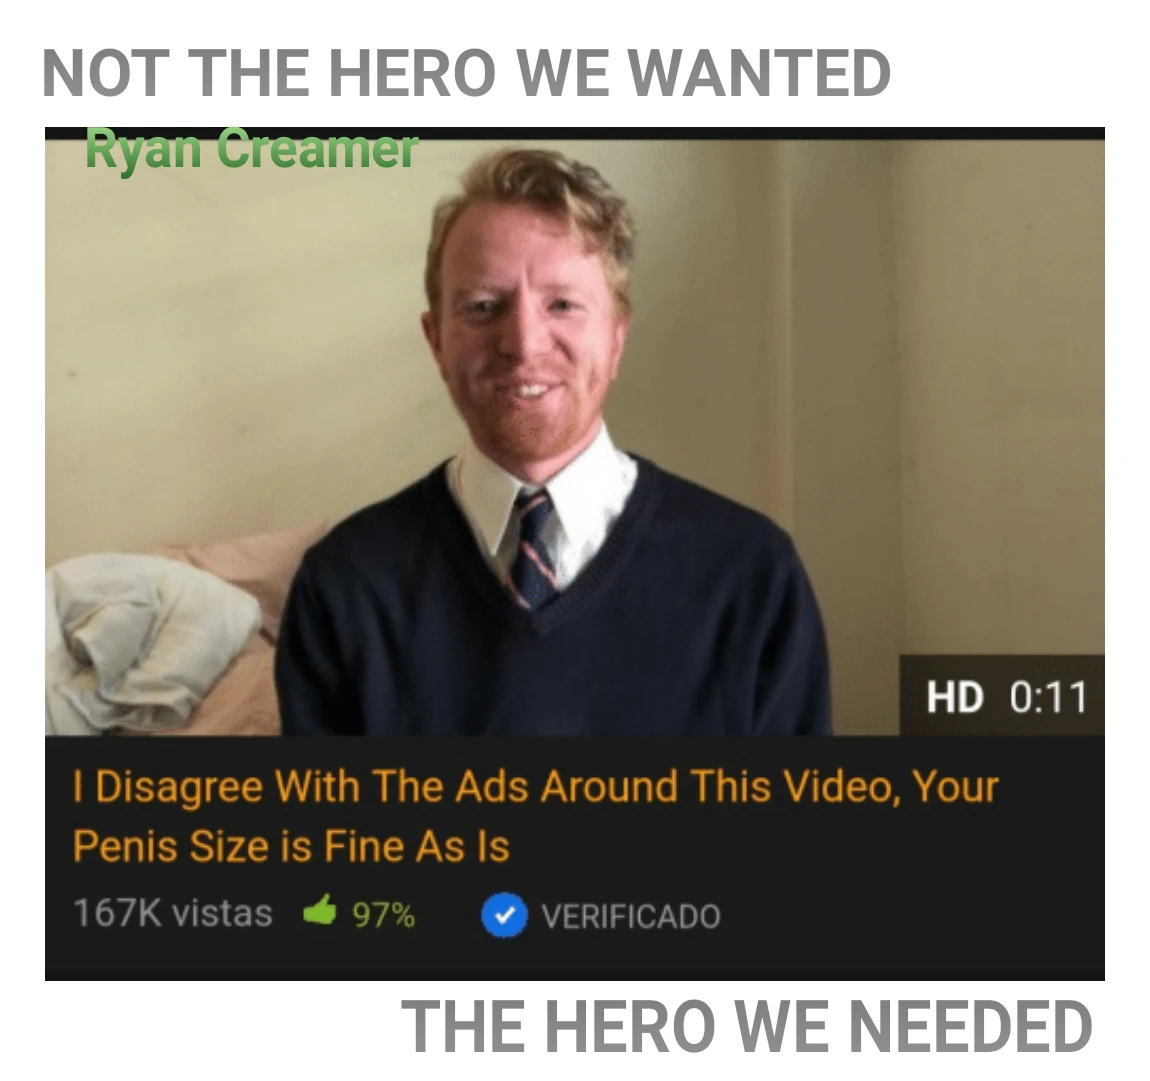 NOT THE HERO WE WANTED
Ryan Creamer
HD 0:11
I Disagree With The Ads Around This Video, Your
Penis Size is Fine As Is
167K vistas 97% VERIFICADO
THE HERO WE NEEDED